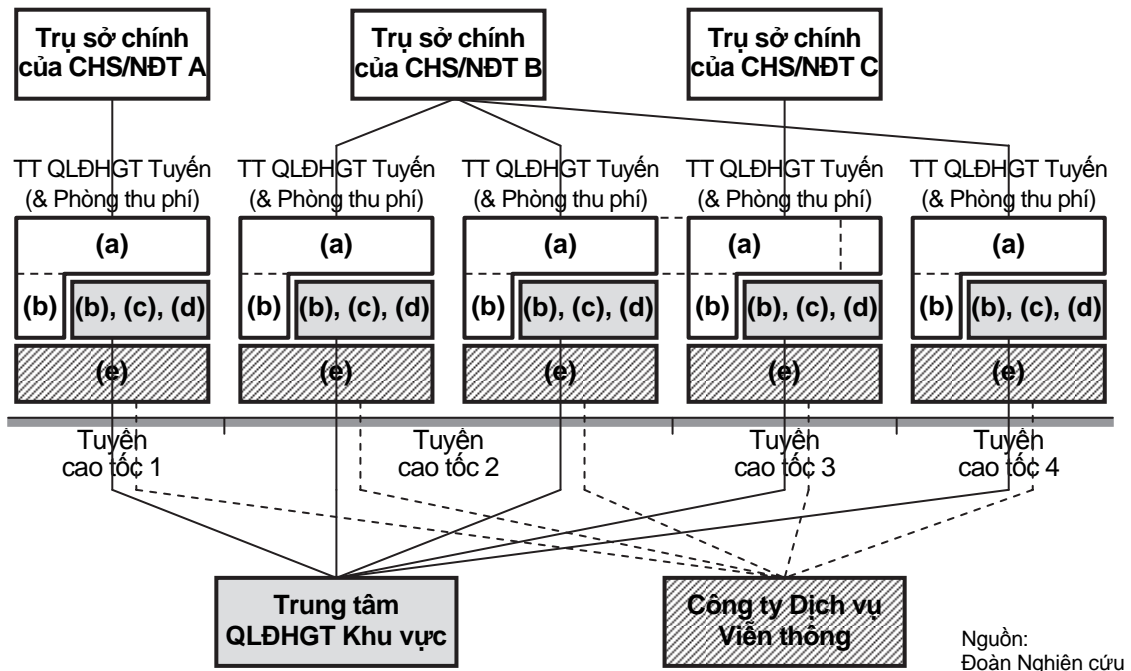 Trụ sở chính
của CHS/NĐT A
Trụ sở chính
của CHS/NĐT B
Trụ sở chính
của CHS/NĐT C
TT QLĐHGT Tuyến
(& Phòng thu phí)
TT QLĐHGT Tuyến
(& Phòng thu phí)
TT QLĐHGT Tuyến
(& Phòng thu phí)
TT QLĐHGT Tuyến
(& Phòng thu phí)
TT QLĐHGT Tuyến
(& Phòng thu phí)
(a)
(a)
(a)
(a)
(a)
(b)
(b), (c), (d)
(b)
(b), (c), (d)
(b)
(b), (c), (d)
(b)
(b), (c), (d)
(b)
(b), (c), (d)
(e)
(e)
(e)
(e)
(e)
Tuyến
cao tốc 1
Tuyến
cao tốc 2
Tuyến
cao tốc 3
Tuyến
cao tốc 4
Trung tâm
QLĐHGT Khu vực
Công ty Dịch vụ
Viễn thông
Nguồn:
Đoàn Nghiên cứu